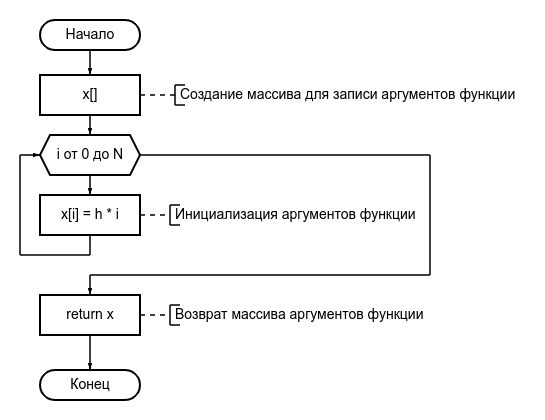 Начало
x[]
Создание массива для записи аргументов функции
i от 0 до N
x[i] = h * i
Инициализация аргументов функции
return x
Возврат массива аргументов функции
Конец